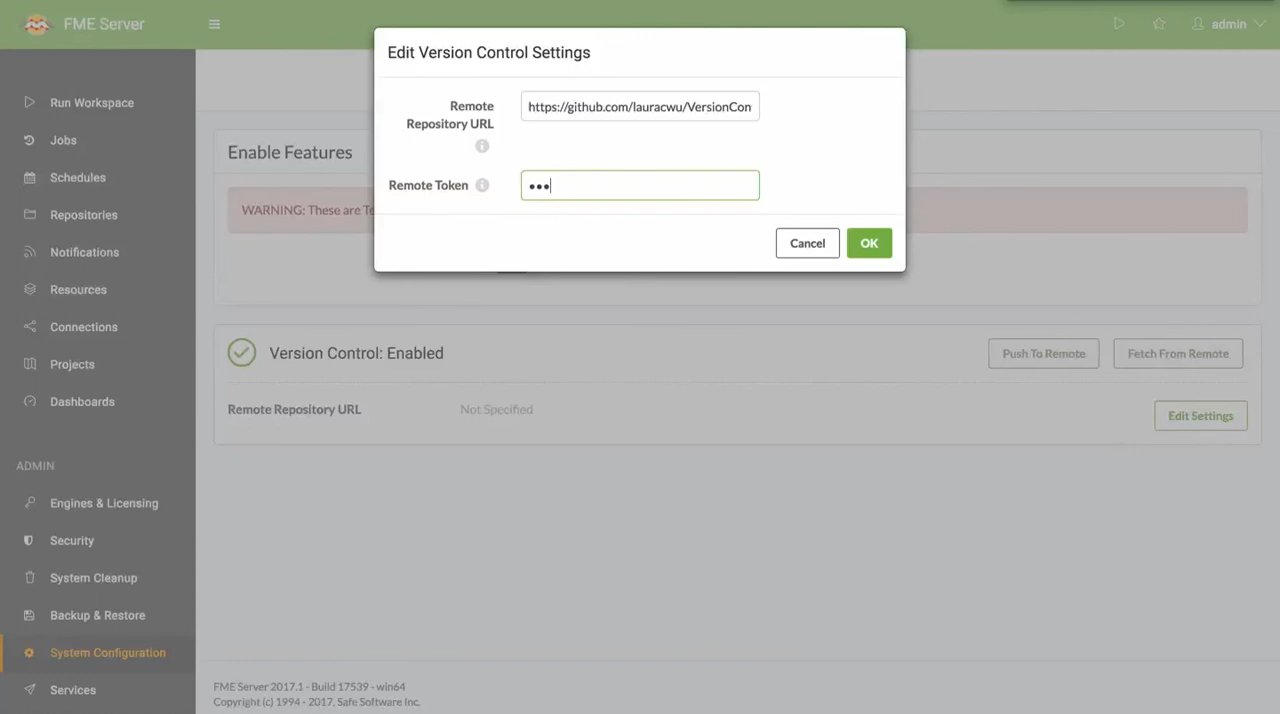 FME Server
admin
Edit Version Control Settings
Remote
Repository URL
https://github.com/lauracwu/VersionCon
Remote Token
•••
Cancel
OK
Run Workspace
Jobs
Schedules
Repositories
Notifications
Resources
Connections
Projects
Dashboards
ADMIN
Engines & Licensing
Security
System Cleanup
Backup & Restore
System Configuration
Services
Enable Features
WARNING: These are
Version Control: Enabled
Push To Remote
Fetch From Remote
Remote Repository URL
Not Specified
Edit Settings
FME Server 2017.1 - Build 17539 - win64
Copyright (c) 1994 - 2017, Safe Software Inc.